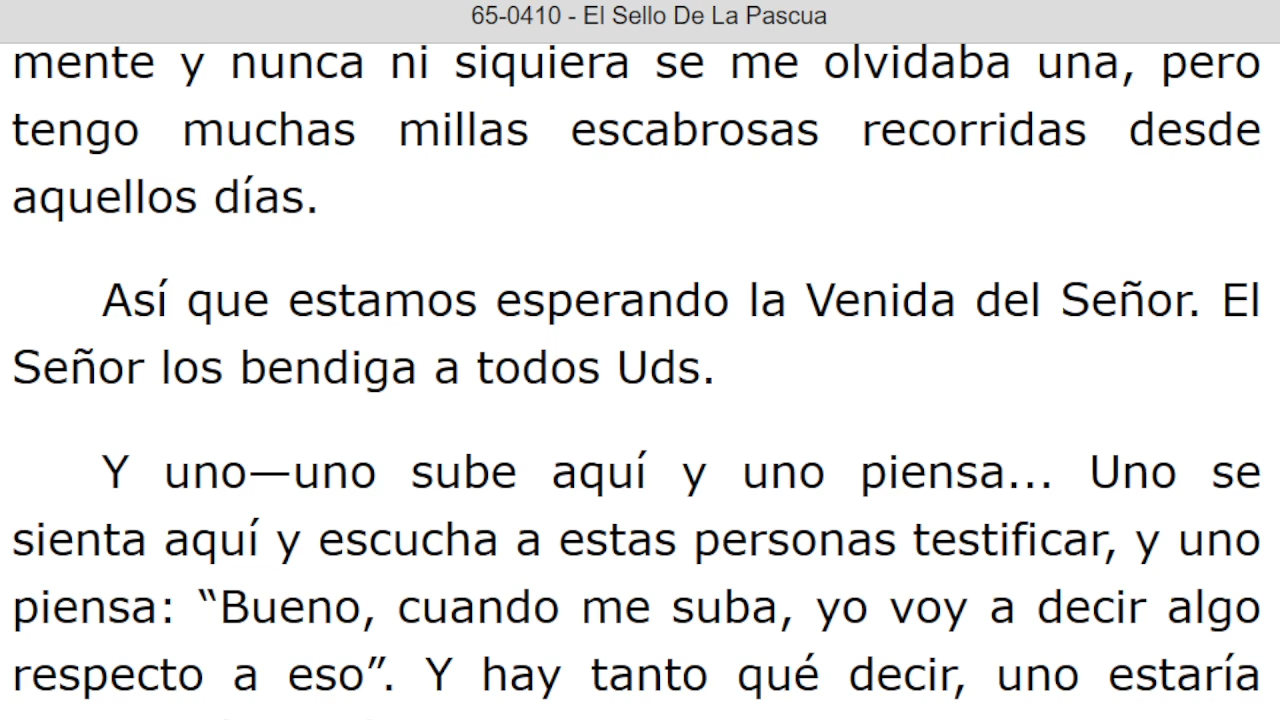 65-0410 - El Sello De La Pascua
mente y nunca ni siquiera se me olvidaba una, pero
tengo muchas millas escabrosas recorridas desde
aquellos días.
Así que estamos esperando la Venida del Señor. El
Señor los bendiga a todos Uds.
Y uno—uno sube aquí y uno piensa... Uno se
sienta aquí y escucha a estas personas testificar, y uno
piensa: “Bueno, cuando me suba, yo voy a decir algo
respecto a eso”. Y hay tanto qué decir, uno estaría